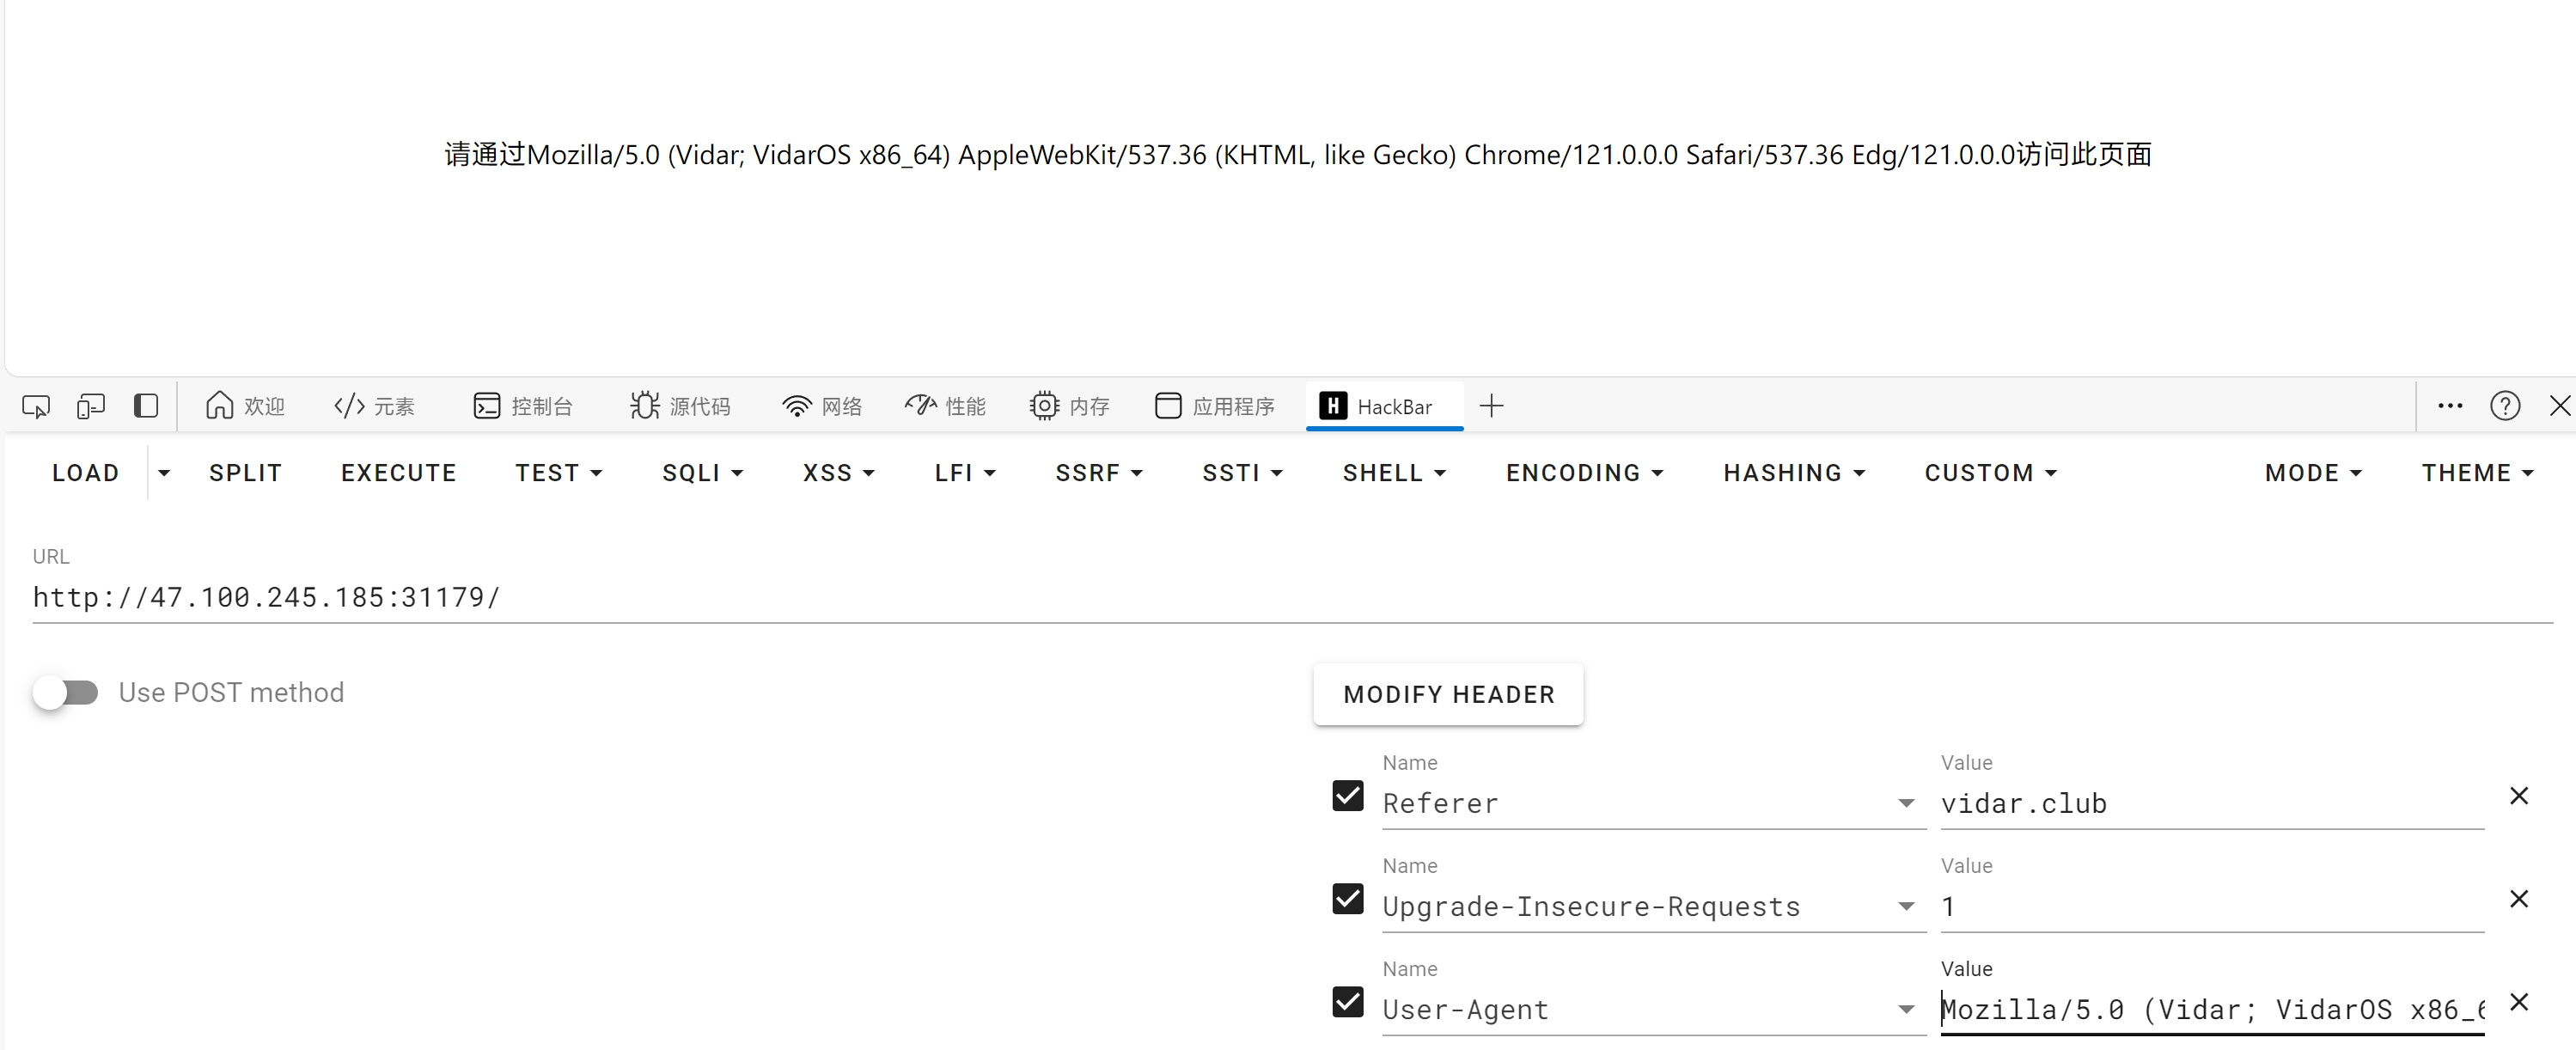 请通过Mozilla/5.0 (Vidar; VidarOS x86_64) AppleWebKit/537.36 (KHTML, like Gecko) Chrome/121.0.0.0 Safari/537.36 Edg/121.0.0.0访问此页面
欢迎 元素 控制台 源代码 网络 性能 内存 应用程序 H HackBar
LOAD SPLIT EXECUTE TEST SQLI XSS LFI SSRF SSTI SHELL ENCODING HASHING CUSTOM MODE THEME
URL
http://47.100.245.185:31179/
Use POST method
MODIFY HEADER
Name Value
Referer vidar.club
Name Value
Upgrade-Insecure-Requests 1
Name Value
User-Agent Mozilla/5.0 (Vidar; VidarOS x86_6